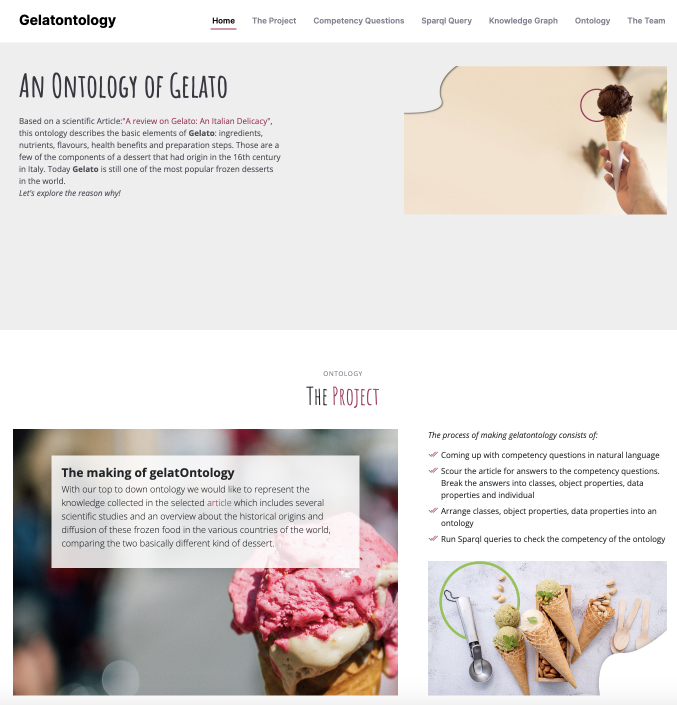 Gelatontology
Home The Project Competency Questions Sparql Query Knowledge Graph Ontology The Team
An Ontology of Gelato
Based on a scientific Article:"A review on Gelato: An Italian Delicacy",
this ontology describes the basic elements of Gelato: ingredients,
nutrients, flavours, health benefits and preparation steps. Those are a
few of the components of a dessert that had origin in the 16th century
in Italy. Today Gelato is still one of the most popular frozen desserts
in the world.
Let's explore the reason why!
ONTOLOGY
The Project
The making of gelatOntology
With our top to down ontology we would like to represent the
knowledge collected in the selected article which includes several
scientific studies and an overview about the historical origins and
diffusion of these frozen food in the various countries of the world,
comparing the two basically different kind of dessert.
The process of making gelatontology consists of:
Coming up with competency questions in natural language
Scour the article for answers to the competency questions.
Break the answers into classes, object properties, data
properties and individual
Arrange classes, object properties, data properties into an
ontology
Run Sparql queries to check the competency of the ontology